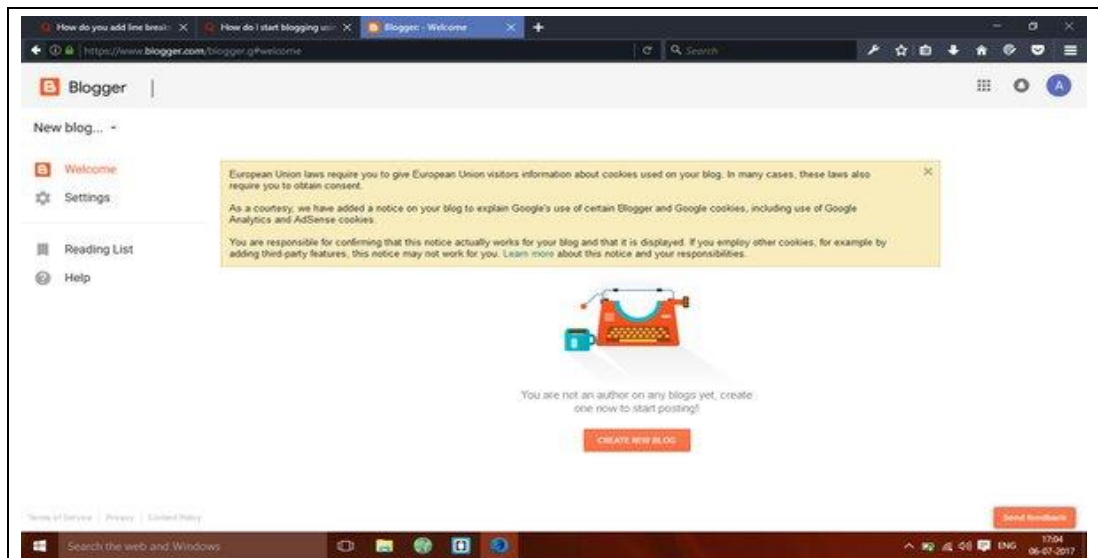 How do you add line break
How do I start blogging usin
Blogger: Welcome
https://www.blogger.com/blogger.g#welcome
Search
Blogger
A
New blog...
Welcome
Settings
Reading List
Help
European Union laws require you to give European Union visitors information about cookies used on your blog. In many cases, these laws also
require you to obtain consent.
As a courtesy, we have added a notice on your blog to explain Google's use of certain Blogger and Google cookies, including use of Google
Analytics and AdSense cookies.
You are responsible for confirming that this notice actually works for your blog and that it is displayed. If you employ other cookies, for example by
adding third-party features, this notice may not work for you. Learn more about this notice and your responsibilities.
You are not an author on any blogs yet, create
one now to start posting!
CREATE NEW BLOG
Terms of Service | Privacy | Content Policy
Send feedback
Search the web and Windows
ENG
17:04
06-07-2017